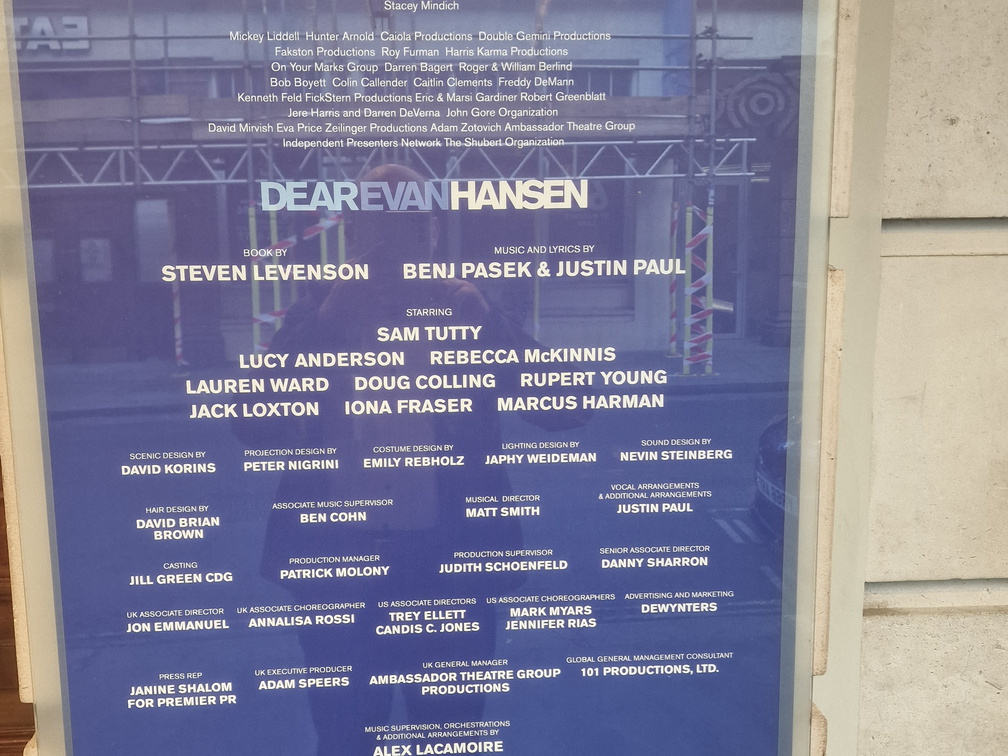 Stacey Mindich
Mickey Liddell Hunter Arnold Caiola Productions Double Gemini Productions
Fakston Productions Roy Furman Harris Karma Productions
On Your Marks Group Darren Bagert Roger & William Berlind
Bob Boyett Colin Callender Caitlin Clements Freddy DeMann
Kenneth Feld FickStern Productions Eric & Marsi Gardiner Robert Greenblatt
Jere Harris and Darren DeVerna John Gore Organization
David Mirvish Eva Price Zeilinger Productions Adam Zotovich Ambassador Theatre Group
Independent Presenters Network The Shubert Organization
DEAR EVAN HANSEN
BOOK BY MUSIC AND LYRICS BY
STEVEN LEVENSON BENJ PASEK & JUSTIN PAUL
STARRING
SAM TUTTY
LUCY ANDERSON REBECCA McKINNIS
LAUREN WARD DOUG COLLING RUPERT YOUNG
JACK LOXTON IONA FRASER MARCUS HARMAN
SCENIC DESIGN BY PROJECTION DESIGN BY COSTUME DESIGN BY LIGHTING DESIGN BY SOUND DESIGN BY
DAVID KORINS PETER NIGRINI EMILY REBHOLZ JAPHY WEIDEMAN NEVIN STEINBERG
HAIR DESIGN BY
DAVID BRIAN
BROWN
ASSOCIATE MUSIC SUPERVISOR
BEN COHN
MUSICAL DIRECTOR
MATT SMITH
VOCAL ARRANGEMENTS
& ADDITIONAL ARRANGEMENTS
JUSTIN PAUL
CASTING PRODUCTION MANAGER PRODUCTION SUPERVISOR SENIOR ASSOCIATE DIRECTOR
JILL GREEN CDG PATRICK MOLONY JUDITH SCHOENFELD DANNY SHARRON
UK ASSOCIATE DIRECTOR
JON EMMANUEL
UK ASSOCIATE CHOREOGRAPHER
ANNALISA ROSSI
US ASSOCIATE DIRECTORS
TREY ELLETT
CANDIS C. JONES
US ASSOCIATE CHOREOGRAPHERS
MARK MYARS
JENNIFER RIAS
ADVERTISING AND MARKETING
DEWYNTERS
PRESS REP
JANINE SHALOM
FOR PREMIER PR
UK EXECUTIVE PRODUCER
ADAM SPEERS
UK GENERAL MANAGER
AMBASSADOR THEATRE GROUP
PRODUCTIONS
GLOBAL GENERAL MANAGEMENT CONSULTANT
101 PRODUCTIONS, LTD.
MUSIC SUPERVISION, ORCHESTRATIONS
& ADDITIONAL ARRANGEMENTS BY
ALEX LACAMOIRE